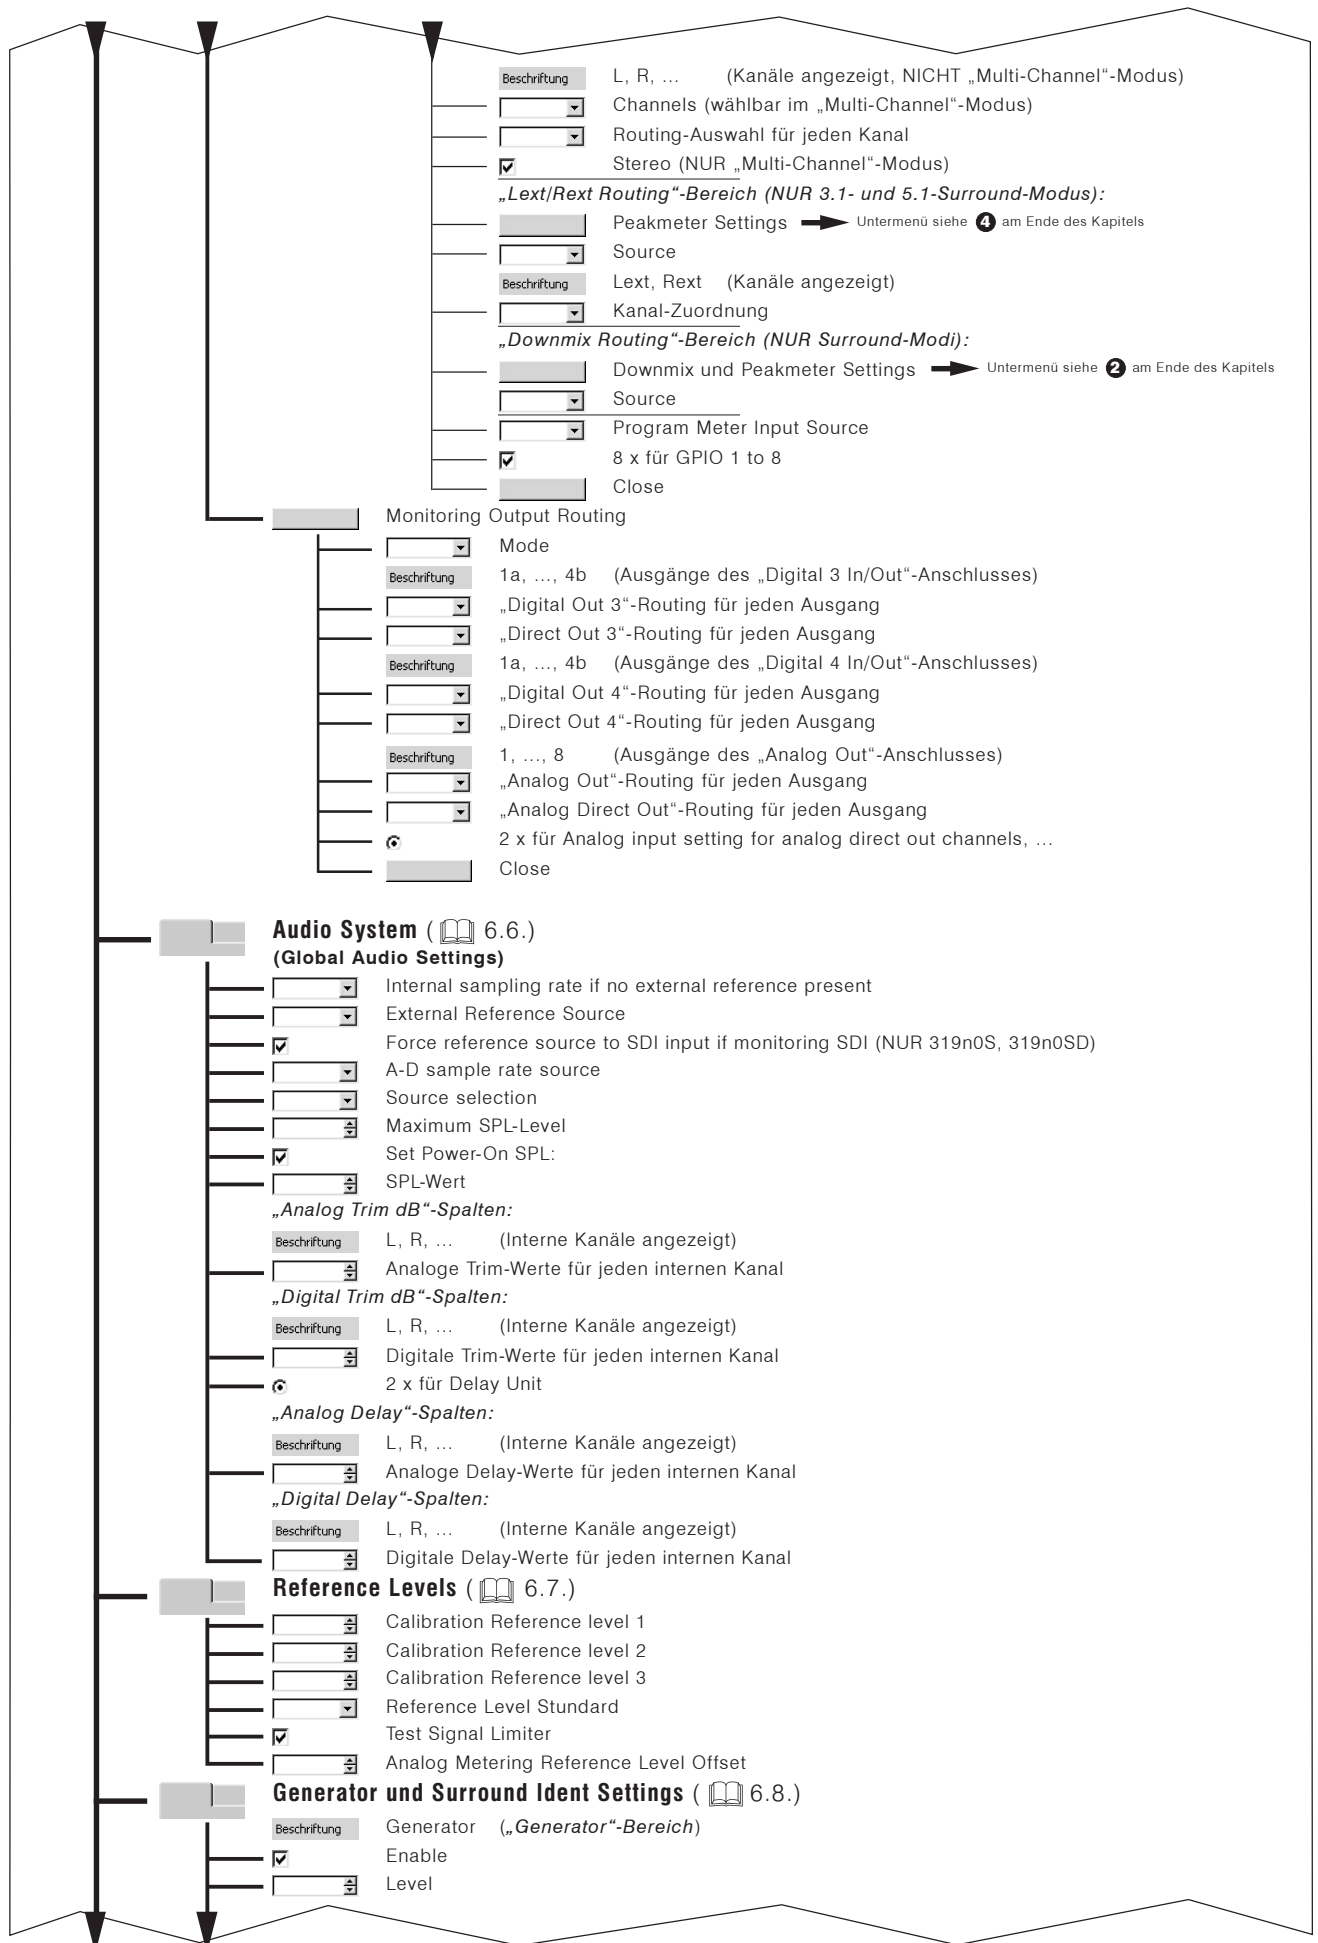 Beschriftung L, R, ... (Kanäle angezeigt, NICHT „Multi-Channel“-Modus)
Channels (wählbar im „Multi-Channel“-Modus)
Routing-Auswahl für jeden Kanal
Stereo (NUR „Multi-Channel“-Modus)
„Lext/Rext Routing“-Bereich (NUR 3.1- und 5.1-Surround-Modus):
Peakmeter Settings Untermenü siehe 4 am Ende des Kapitels
Source
Beschriftung Lext, Rext (Kanäle angezeigt)
Kanal-Zuordnung
„Downmix Routing“-Bereich (NUR Surround-Modi):
Downmix und Peakmeter Settings Untermenü siehe 2 am Ende des Kapitels
Source
Program Meter Input Source
8 x für GPIO 1 to 8
Close
Monitoring Output Routing
Mode
Beschriftung 1a, ..., 4b (Ausgänge des „Digital 3 In/Out“-Anschlusses)
„Digital Out 3“-Routing für jeden Ausgang
„Direct Out 3“-Routing für jeden Ausgang
Beschriftung 1a, ..., 4b (Ausgänge des „Digital 4 In/Out“-Anschlusses)
„Digital Out 4“-Routing für jeden Ausgang
„Direct Out 4“-Routing für jeden Ausgang
Beschriftung 1, ..., 8 (Ausgänge des „Analog Out“-Anschlusses)
„Analog Out“-Routing für jeden Ausgang
„Analog Direct Out“-Routing für jeden Ausgang
2 x für Analog input setting for analog direct out channels, ...
Close
Audio System ( 6.6.)
(Global Audio Settings)
Internal sampling rate if no external reference present
External Reference Source
Force reference source to SDI input if monitoring SDI (NUR 319n0S, 319n0SD)
A-D sample rate source
Source selection
Maximum SPL-Level
Set Power-On SPL:
SPL-Wert
„Analog Trim dB“-Spalten:
Beschriftung L, R, ... (Interne Kanäle angezeigt)
Analoge Trim-Werte für jeden internen Kanal
„Digital Trim dB“-Spalten:
Beschriftung L, R, ... (Interne Kanäle angezeigt)
Digitale Trim-Werte für jeden internen Kanal
2 x für Delay Unit
„Analog Delay“-Spalten:
Beschriftung L, R, ... (Interne Kanäle angezeigt)
Analoge Delay-Werte für jeden internen Kanal
„Digital Delay“-Spalten:
Beschriftung L, R, ... (Interne Kanäle angezeigt)
Digitale Delay-Werte für jeden internen Kanal
Reference Levels ( 6.7.)
Calibration Reference level 1
Calibration Reference level 2
Calibration Reference level 3
Reference Level Stundard
Test Signal Limiter
Analog Metering Reference Level Offset
Generator und Surround Ident Settings ( 6.8.)
Beschriftung Generator („Generator“-Bereich)
Enable
Level